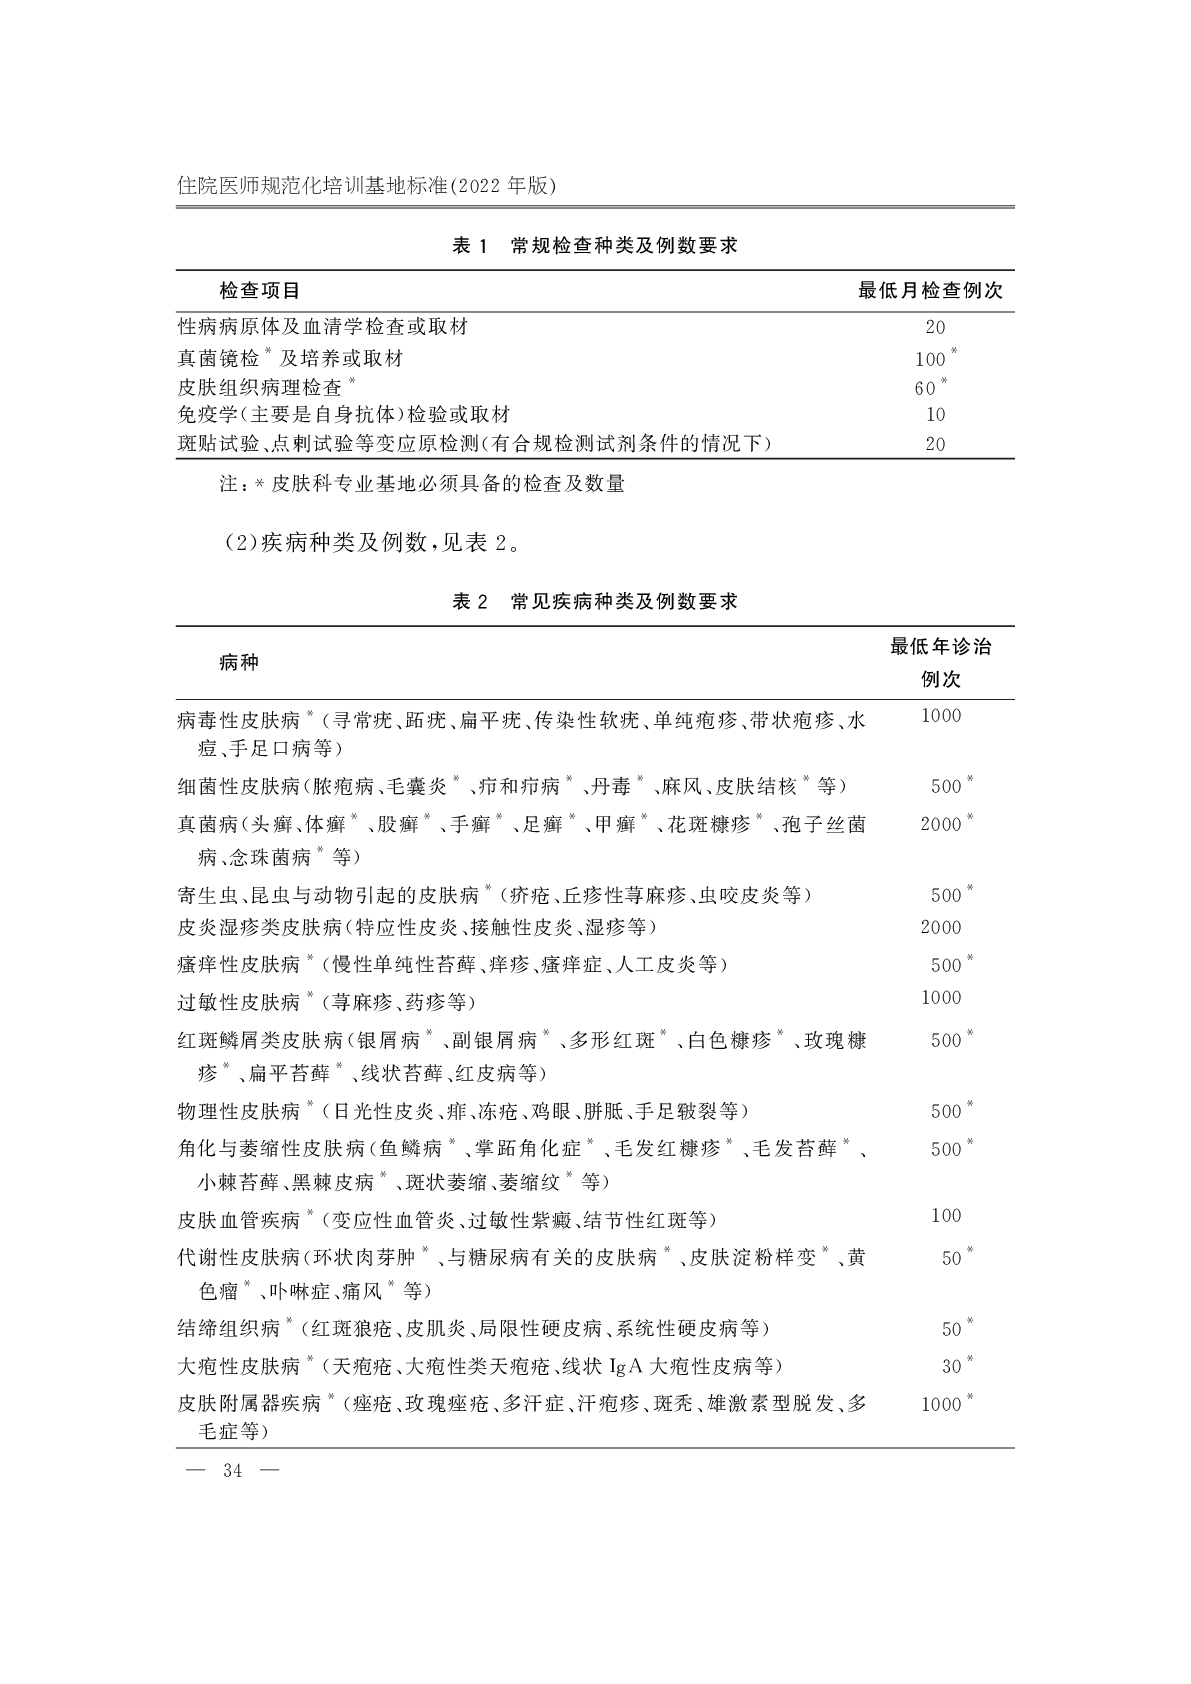 住院医师规范化培训基地标准(2022 年版)
表 1 常规检查种类及例数要求
检查项目 最低月检查例次
性病病原体及血清学检查或取材 20
真菌镜检*及培养或取材 100*
皮肤组织病理检查* 60*
免疫学(主要是自身抗体)检验或取材 10
斑贴试验、点刺试验等变应原检测(有合规检测试剂条件的情况下) 20
注:* 皮肤科专业基地必须具备的检查及数量
(2)疾病种类及例数,见表 2。
表 2 常见疾病种类及例数要求
病种 最低年诊治
例次
病毒性皮肤病*(寻常疣、跖疣、扁平疣、传染性软疣、单纯疱疹、带状疱疹、水 1000
痘、手足口病等)
细菌性皮肤病(脓疱病、毛囊炎*、疖和疖病*、丹毒*、麻风、皮肤结核*等) 500*
真菌病(头癣、体癣*、股癣*、手癣*、足癣*、甲癣*、花斑糠疹*、孢子丝菌 2000*
病、念珠菌病*等)
寄生虫、昆虫与动物引起的皮肤病*(疥疮、丘疹性荨麻疹、虫咬皮炎等) 500*
皮炎湿疹类皮肤病(特应性皮炎、接触性皮炎、湿疹等) 2000
瘙痒性皮肤病*(慢性单纯性苔藓、痒疹、瘙痒症、人工皮炎等) 500*
过敏性皮肤病*(荨麻疹、药疹等) 1000
红斑鳞屑类皮肤病(银屑病*、副银屑病*、多形红斑*、白色糠疹*、玫瑰糠 500*
疹*、扁平苔藓*、线状苔藓、红皮病等)
物理性皮肤病*(日光性皮炎、痱、冻疮、鸡眼、胼胝、手足皲裂等) 500*
角化与萎缩性皮肤病(鱼鳞病*、掌跖角化症*、毛发红糠疹*、毛发苔藓*、 500*
小棘苔藓、黑棘皮病*、斑状萎缩、萎缩纹*等)
皮肤血管疾病*(变应性血管炎、过敏性紫癜、结节性红斑等) 100
代谢性皮肤病(环状肉芽肿*、与糖尿病有关的皮肤病*、皮肤淀粉样变*、黄 50*
色瘤*、卟啉症、痛风*等)
结缔组织病*(红斑狼疮、皮肌炎、局限性硬皮病、系统性硬皮病等) 50*
大疱性皮肤病*(天疱疮、大疱性类天疱疮、线状 IgA 大疱性皮病等) 30*
皮肤附属器疾病*(痤疮、玫瑰痤疮、多汗症、汗疱疹、斑秃、雄激素型脱发、多 1000*
毛症等)
— 34 —